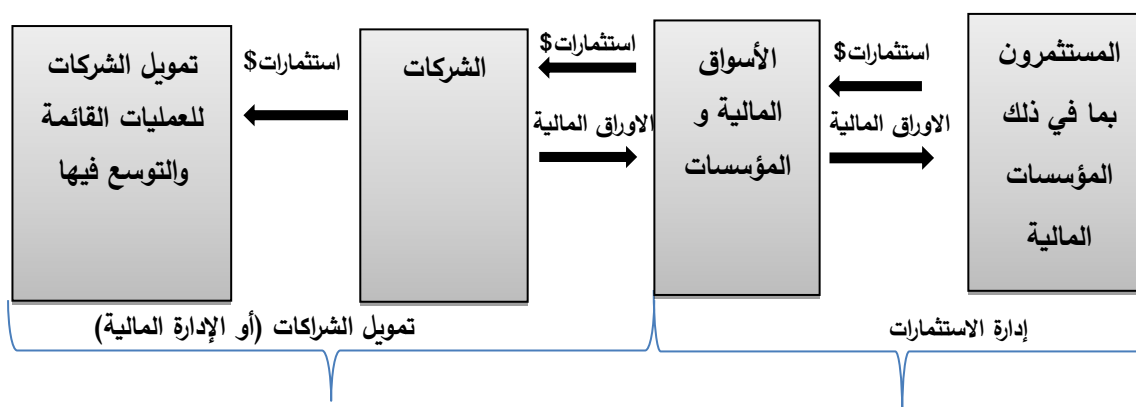 المستثمرون
بما في ذلك
المؤسسات
المالية
استثمارات$
الاوراق المالية
الأسواق
المالية و
المؤسسات
استثمارات$
الاوراق المالية
الشركات
استثمارات$
تمويل الشركات
للعمليات القائمة
والتوسع فيها
إدارة الاستثمارات
تمويل الشراكات (أو الإدارة المالية)